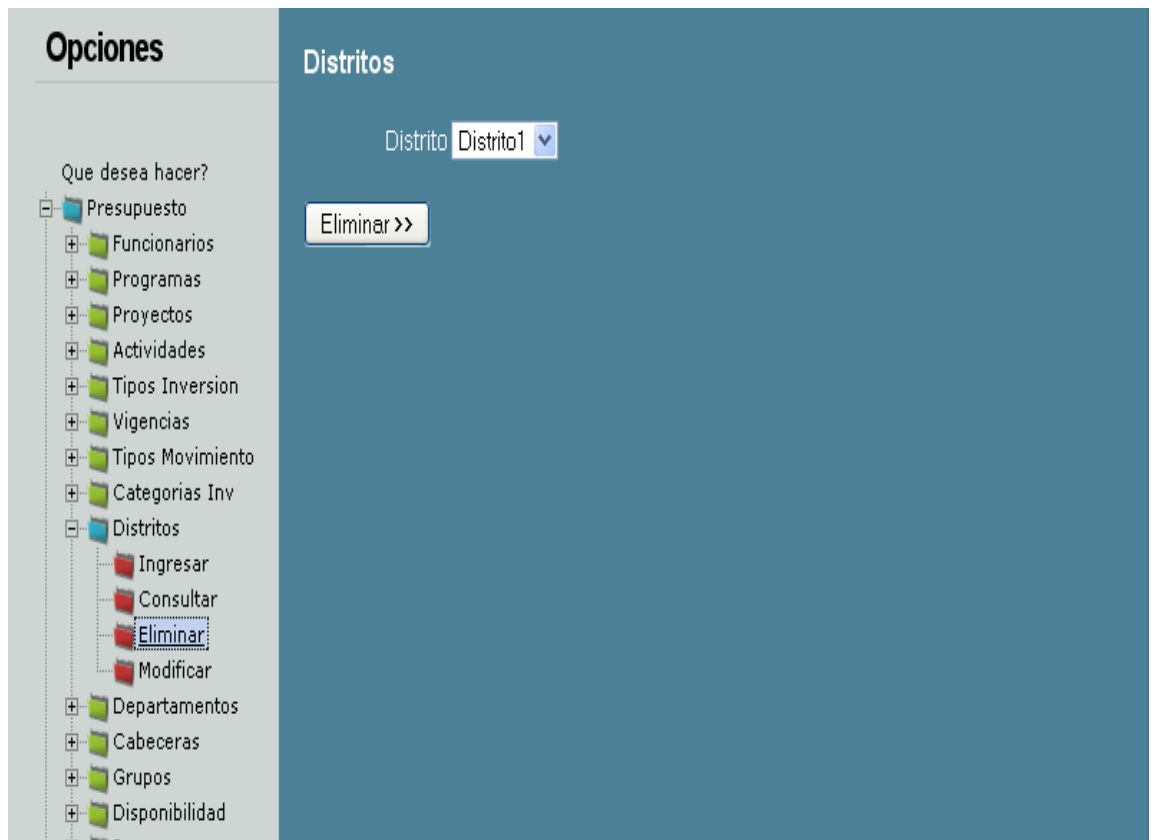 Opciones
Que desea hacer?
Presupuesto
Funcionarios
Programas
Proyectos
Actividades
Tipos Inversion
Vigencias
Tipos Movimiento
Categorias Inv
Distritos
Ingresar
Consultar
Eliminar
Modificar
Departamentos
Cabeceras
Grupos
Disponibilidad
Distritos
Distrito Distrito1
Eliminar >>